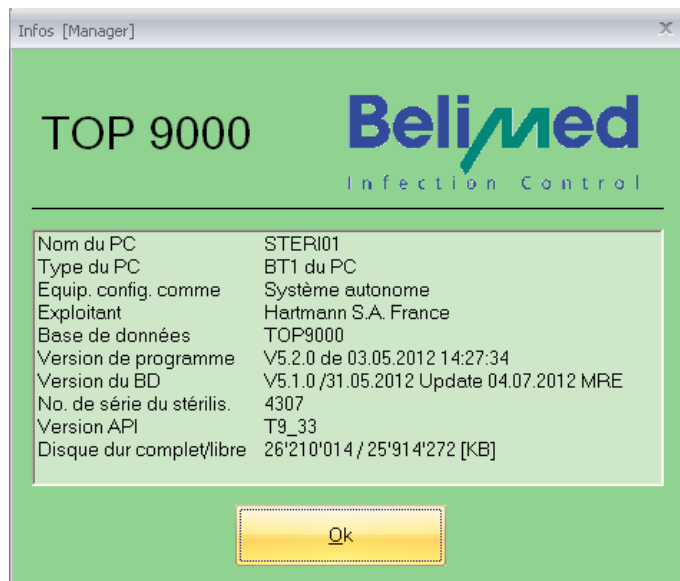 Infos [Manager]
X
TOP 9000
Belimed
Infection Control
Nom du PC STERI01
Type du PC BT1 du PC
Equip. config. comme Système autonome
Exploitant Hartmann S.A. France
Base de données TOP9000
Version de programme V5.2.0 de 03.05.2012 14:27:34
Version du BD V5.1.0 /31.05.2012 Update 04.07.2012 MRE
No. de série du stérilis. 4307
Version API T9_33
Disque dur complet/libre 26'210'014 / 25'914'272 [KB]
Ok